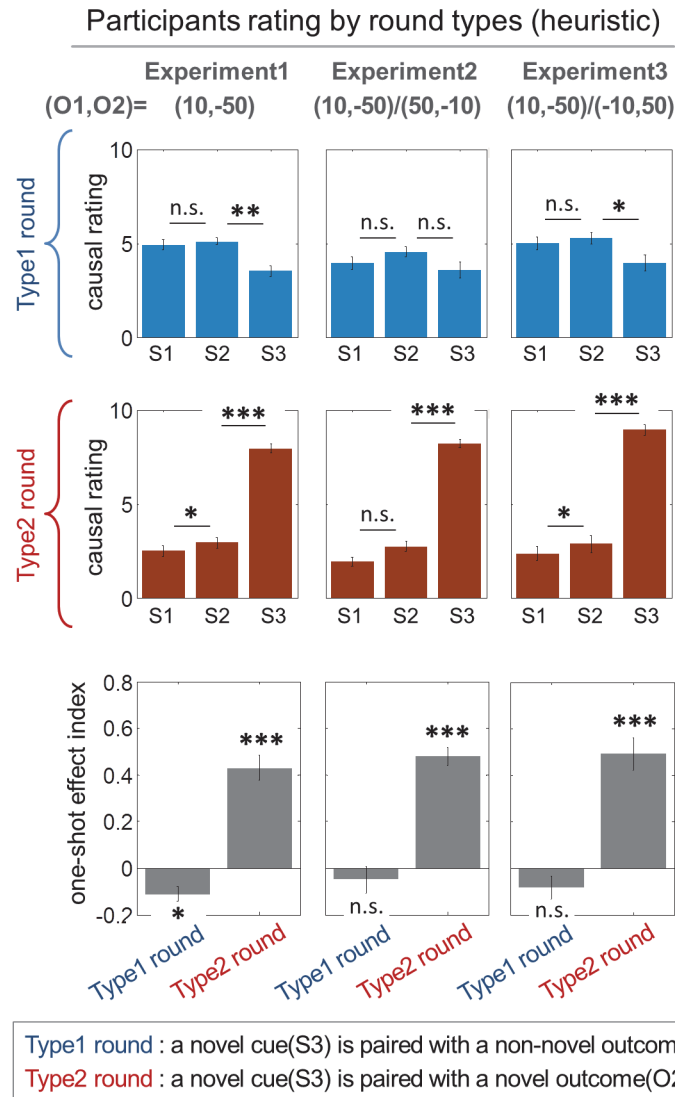 Participants rating by round types (heuristic)
Experiment1 Experiment2 Experiment3
(O1,O2)= (10,-50) (10,-50)/(50,-10) (10,-50)/(-10,50)
Type1 round
causal rating
10
5
0
n.s. **
n.s. n.s.
n.s. *
S1 S2 S3 S1 S2 S3 S1 S2 S3
Type2 round
causal rating
10
5
0
* ***
n.s. ***
* ***
S1 S2 S3 S1 S2 S3 S1 S2 S3
one-shot effect index
0.8
0.6
0.4
0.2
0
-0.2
* ***
n.s. ***
n.s. ***
Type1 round Type2 round Type1 round Type2 round Type1 round Type2 round
Type1 round : a novel cue(S3) is paired with a non-novel outcom
Type2 round : a novel cue(S3) is paired with a novel outcome(O2